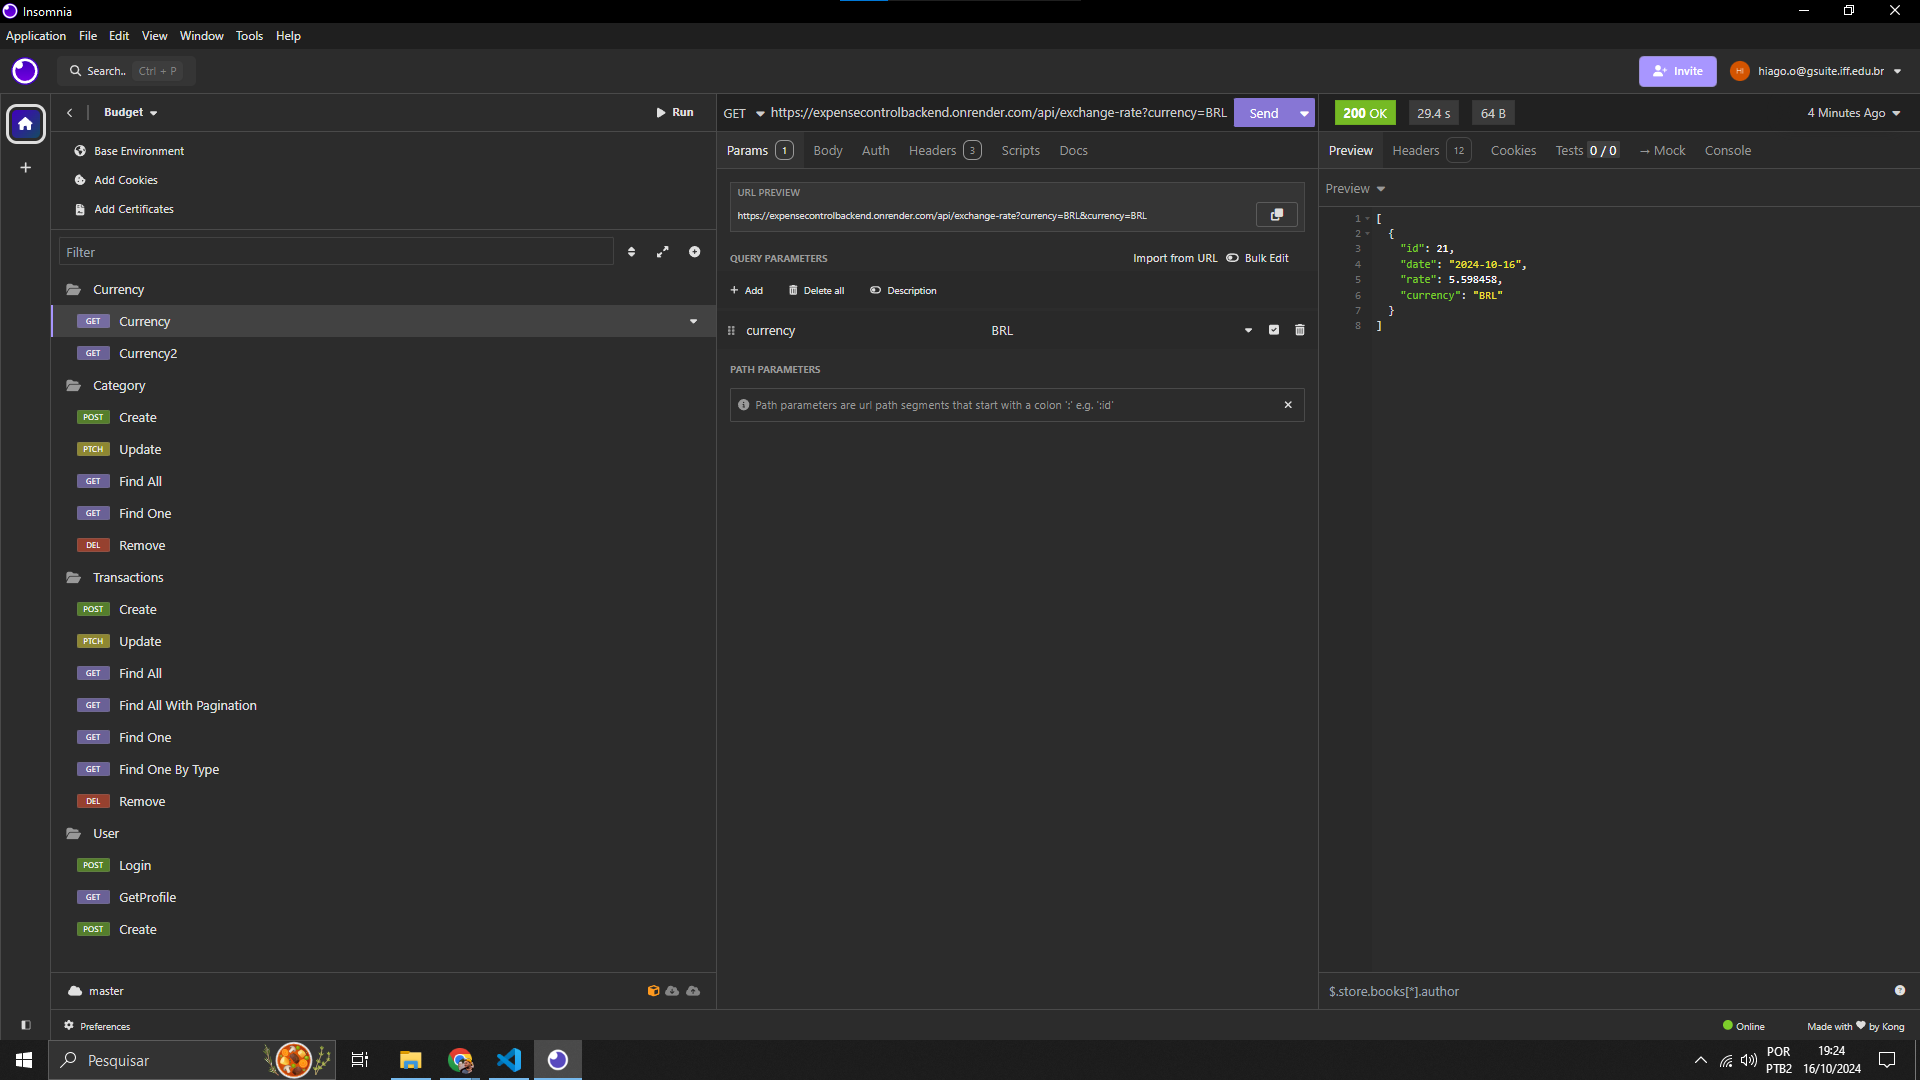 Insomnia
Application File Edit View Window Tools Help
Search.. Ctrl + P
Invite
HI hiago.o@gsuite.iff.edu.br
Budget
Run
Base Environment
Add Cookies
Add Certificates
Filter
Currency
GET Currency
GET Currency2
Category
POST Create
PTCH Update
GET Find All
GET Find One
DEL Remove
Transactions
POST Create
PTCH Update
GET Find All
GET Find All With Pagination
GET Find One
GET Find One By Type
DEL Remove
User
POST Login
GET GetProfile
POST Create
master
Preferences
GET https://expensecontrolbackend.onrender.com/api/exchange-rate?currency=BRL Send
Params 1 Body Auth Headers 3 Scripts Docs
URL PREVIEW
https://expensecontrolbackend.onrender.com/api/exchange-rate?currency=BRL&currency=BRL
QUERY PARAMETERS Import from URL Bulk Edit
+ Add Delete all Description
currency BRL
PATH PARAMETERS
Path parameters are url path segments that start with a colon ':' e.g. ':id'
200 OK 29.4 s 64 B 4 Minutes Ago
Preview Headers 12 Cookies Tests 0 / 0 → Mock Console
Preview
1 [
2 {
3 "id": 21,
4 "date": "2024-10-16",
5 "rate": 5.598458,
6 "currency": "BRL"
7 }
8 ]
$.store.books[*].author
Online Made with ❤ by Kong
Pesquisar
POR
PTB2
19:24
16/10/2024